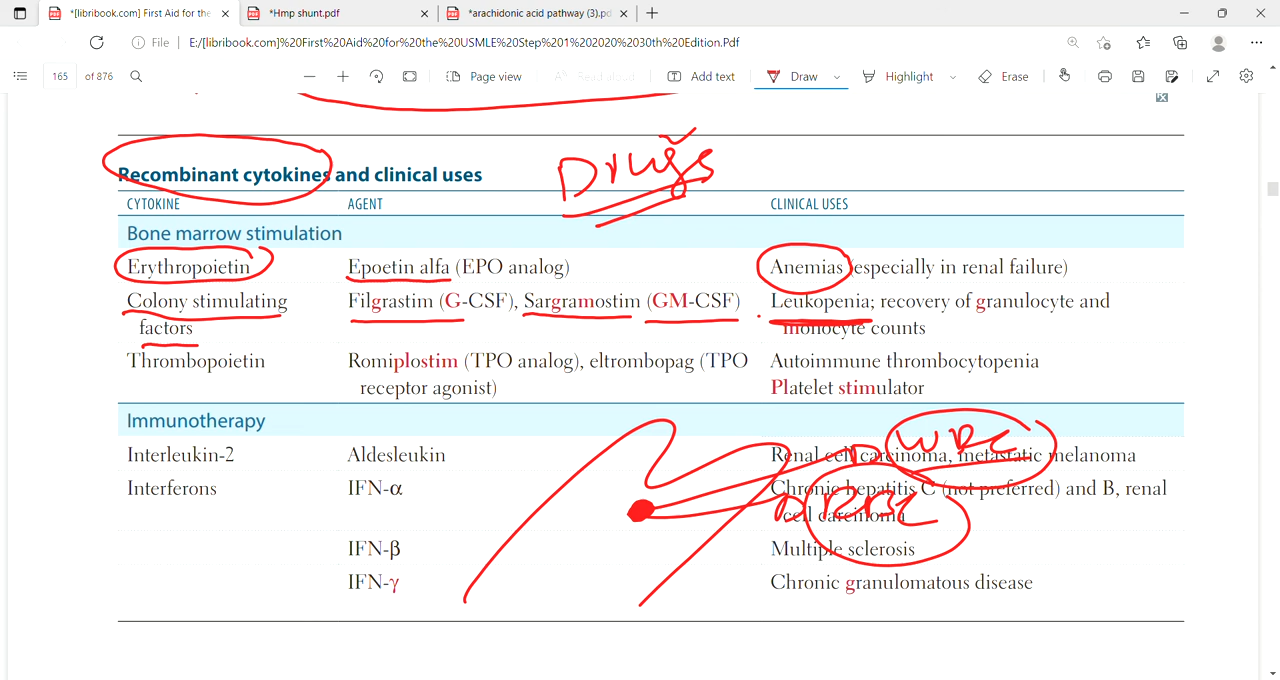 *[libribook.com] First Aid for the
*Hmp shunt.pdf
*arachidonic acid pathway (3).pd
File E:/[libribook.com]%20First%20Aid%20for%20the%20USMLE%20Step%201%202020%2030th%20Edition.Pdf
165 of 876 Page view Read aloud Add text Draw Highlight Erase
Drugs
Recombinant cytokines and clinical uses
CYTOKINE AGENT CLINICAL USES
Bone marrow stimulation
Erythropoietin Epoetin alfa (EPO analog) Anemias (especially in renal failure)
Colony stimulating Filgrastim (G-CSF), Sargramostim (GM-CSF) Leukopenia; recovery of granulocyte and
factors monocyte counts
Thrombopoietin Romiplostim (TPO analog), eltrombopag (TPO Autoimmune thrombocytopenia
receptor agonist) Platelet stimulator
Immunotherapy
WBC
Interleukin-2 Aldesleukin Renal cell carcinoma, metastatic melanoma
Interferons IFN-α Chronic hepatitis C (not preferred) and B, renal
cell carcinoma
RBC
IFN-β Multiple sclerosis
IFN-γ Chronic granulomatous disease